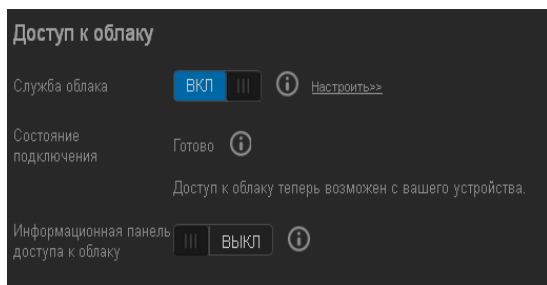 Доступ к облаку
Служба облака ВКЛ Настроить>>
Состояние
подключения
Готово
Доступ к облаку теперь возможен с вашего устройства.
Информационная панель
доступа к облаку
ВЫКЛ